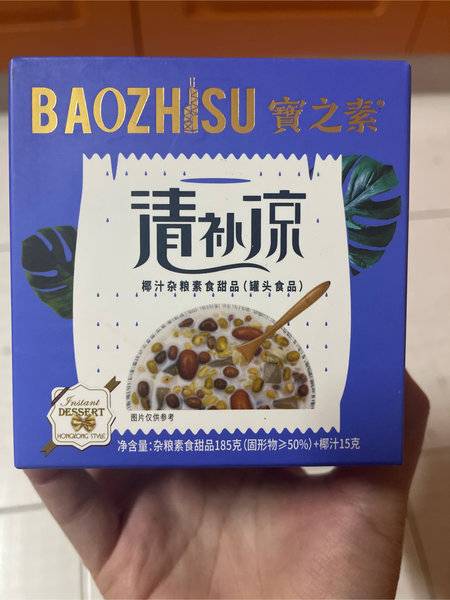 BAOZHISU 寶之素
清补凉
椰汁杂粮素食甜品(罐头食品)
Instant
DESSERT
HONGKONG STYLE
图片仅供参考
净含量:杂粮素食甜品185克(固形物≥50%)+椰汁15克